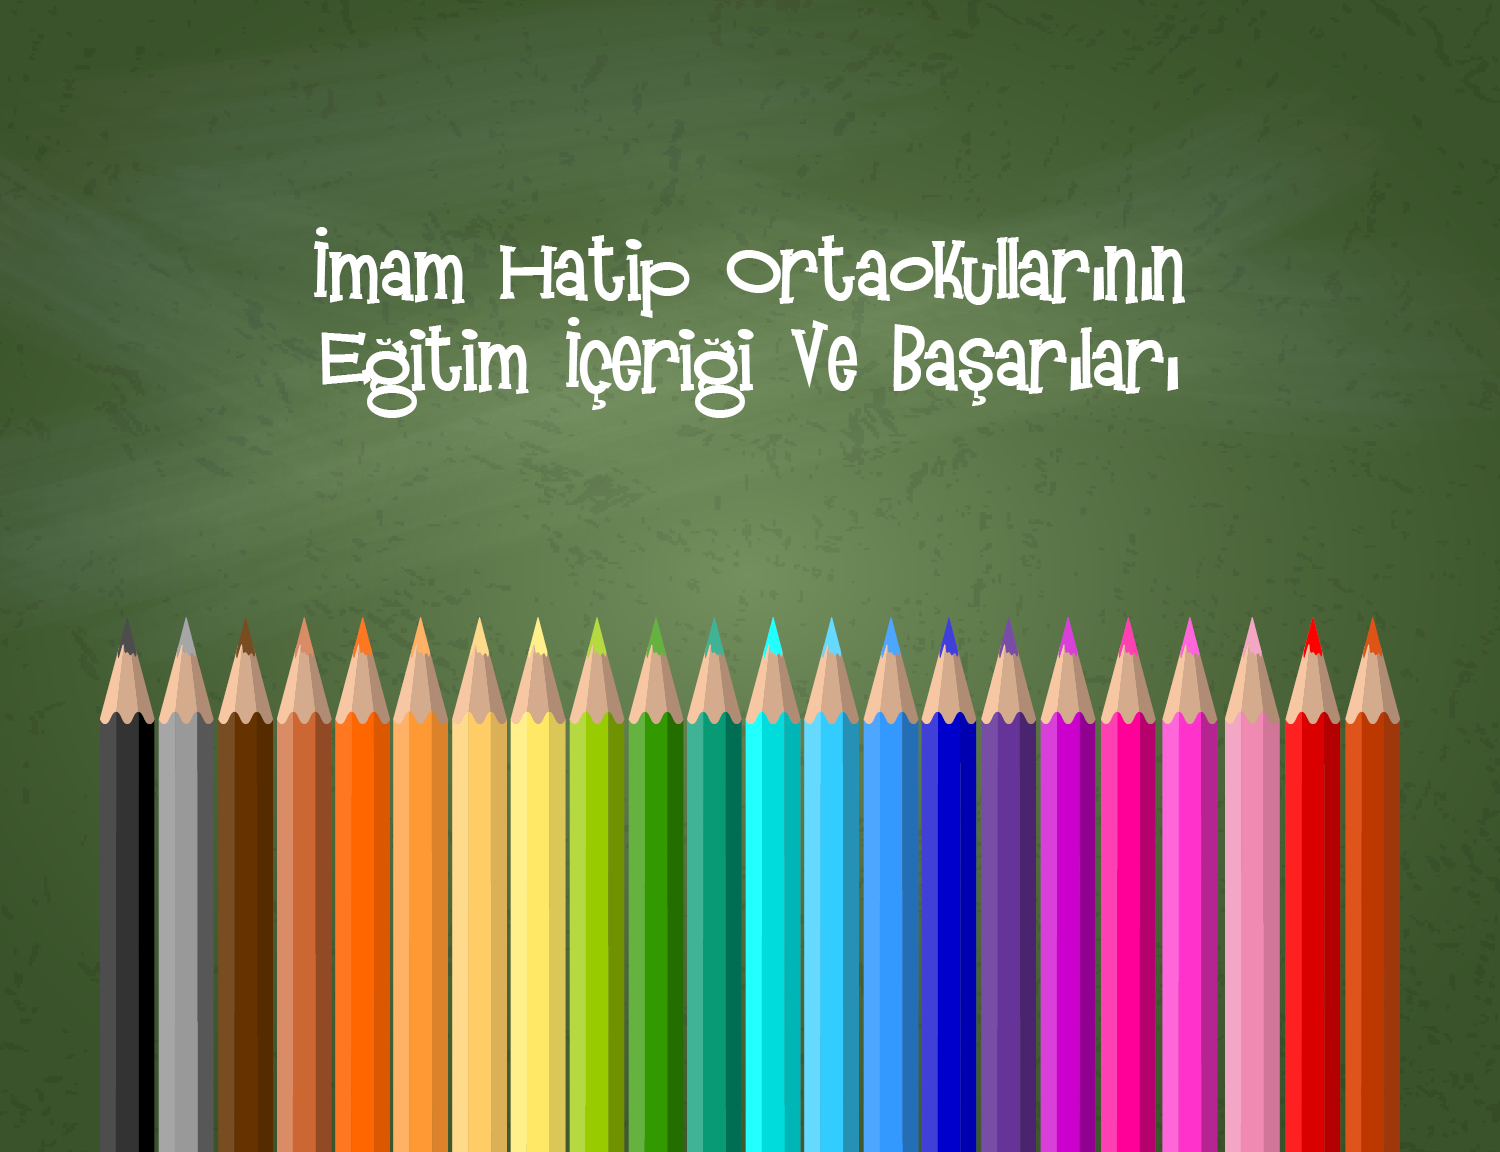 İmam Hatip Ortaokullarının
Eğitim İçeriği Ve Başarıları